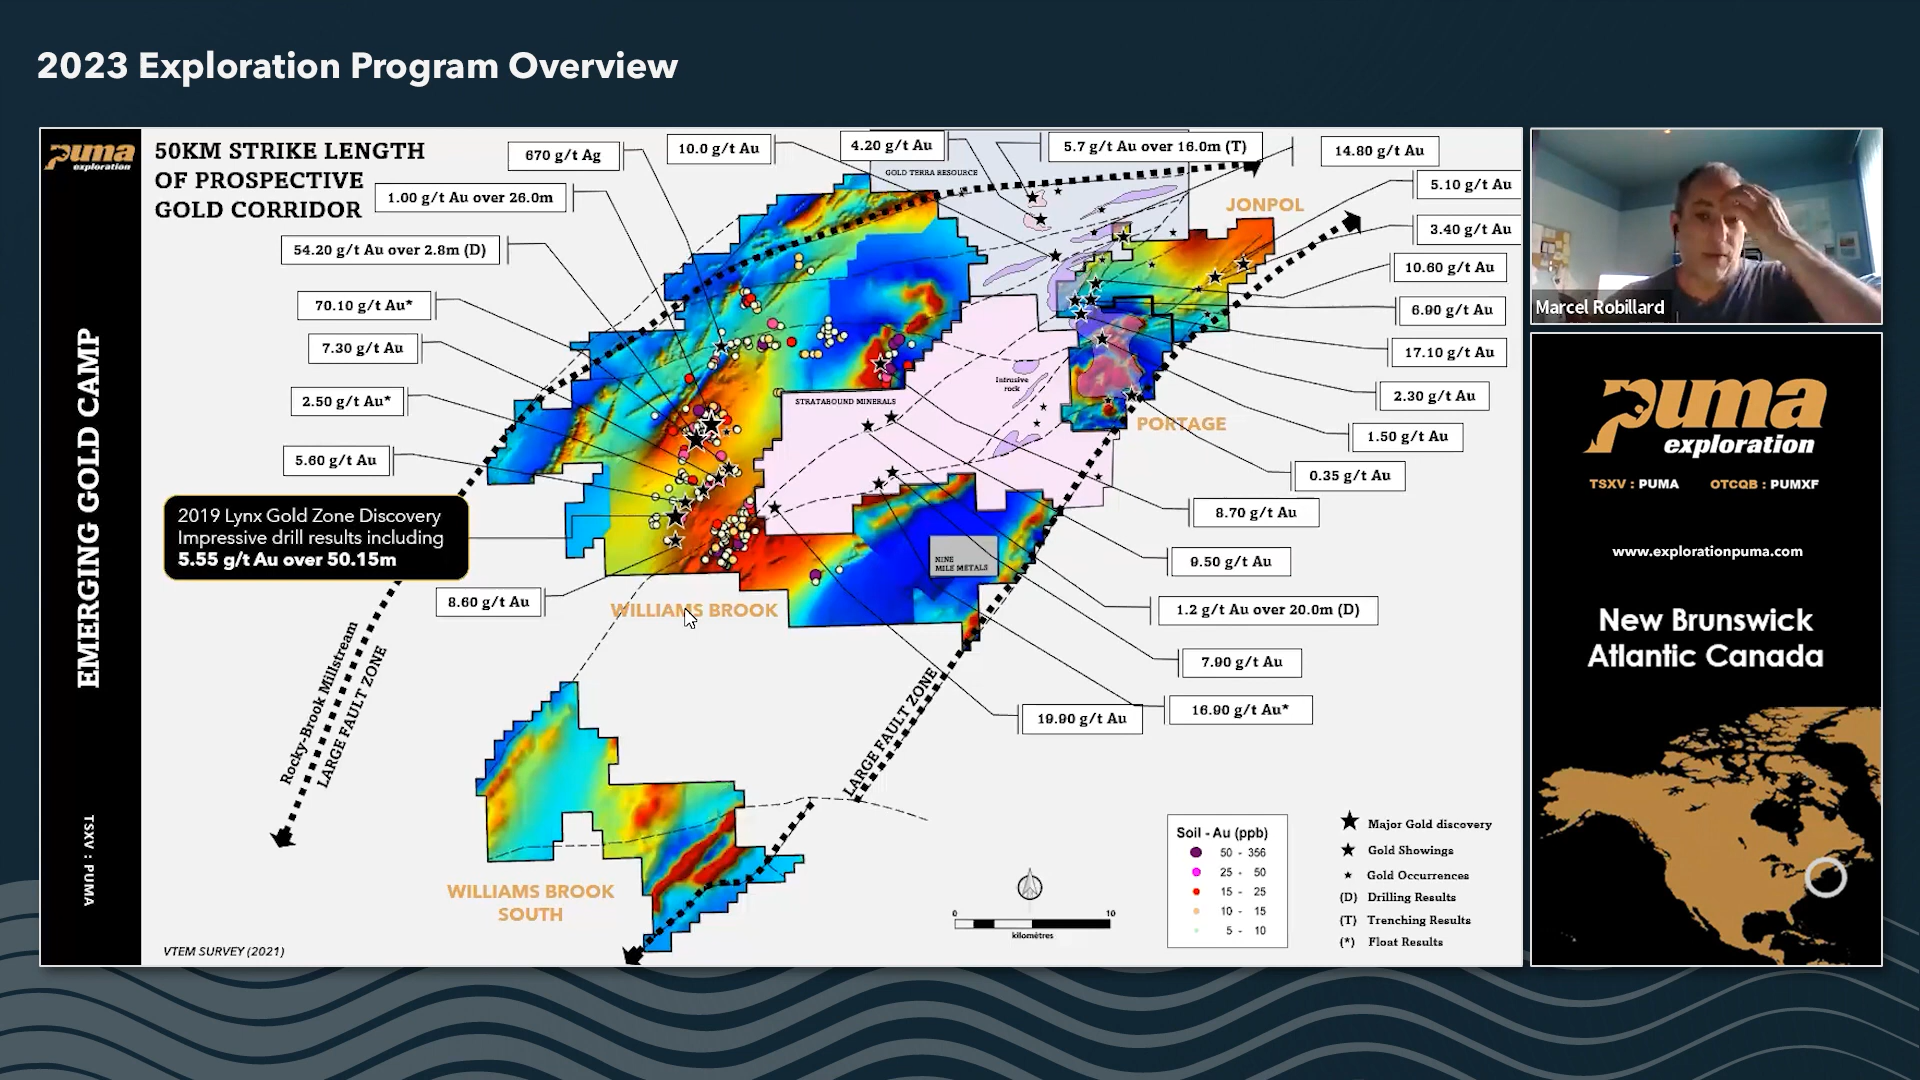 2023 Exploration Program Overview
puma
exploration
EMERGING GOLD CAMP
TSXV : PUMA
50KM STRIKE LENGTH
OF PROSPECTIVE
GOLD CORRIDOR
670 g/t Ag
10.0 g/t Au
4.20 g/t Au
5.7 g/t Au over 16.0m (T)
14.80 g/t Au
1.00 g/t Au over 26.0m
54.20 g/t Au over 2.8m (D)
70.10 g/t Au*
7.30 g/t Au
2.50 g/t Au*
5.60 g/t Au
2019 Lynx Gold Zone Discovery
Impressive drill results including
5.55 g/t Au over 50.15m
8.60 g/t Au
GOLD TERRA RESOURCE
JONPOL
5.10 g/t Au
3.40 g/t Au
10.60 g/t Au
6.90 g/t Au
17.10 g/t Au
2.30 g/t Au
1.50 g/t Au
0.35 g/t Au
8.70 g/t Au
9.50 g/t Au
1.2 g/t Au over 20.0m (D)
7.90 g/t Au
16.90 g/t Au*
19.90 g/t Au
Intrusive
rock
STRATABOUND MINERALS
PORTAGE
NINE
MILE METALS
WILLIAMS BROOK
Rocky-Brook Millstream
LARGE FAULT ZONE
LARGE FAULT ZONE
WILLIAMS BROOK
SOUTH
VTEM SURVEY (2021)
0 10
kilomètres
Soil - Au (ppb)
50 - 356
25 - 50
15 - 25
10 - 15
5 - 10
Major Gold discovery
Gold Showings
Gold Occurrences
(D) Drilling Results
(T) Trenching Results
(*) Float Results
Marcel Robillard
puma
exploration
TSXV : PUMA OTCQB : PUMXF
www.explorationpuma.com
New Brunswick
Atlantic Canada